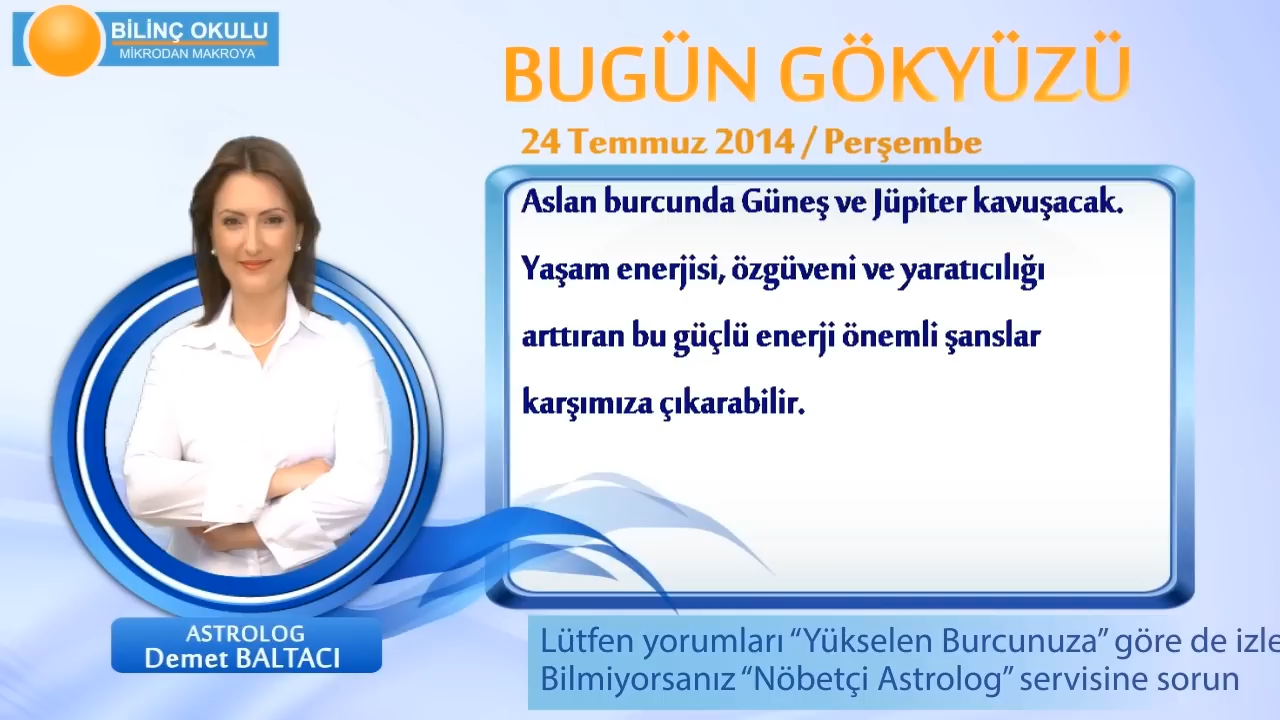 BİLİNÇ OKULU
MİKRODAN MAKROYA
BUGÜN GÖKYÜZÜ
24 Temmuz 2014 / Perşembe
Aslan burcunda Güneş ve Jüpiter kavuşacak.
Yaşam enerjisi, özgüveni ve yaratıcılığı
arttıran bu güçlü enerji önemli şanslar
karşımıza çıkarabilir.
ASTROLOG
Demet BALTACI
Lütfen yorumları “Yükselen Burcunuza” göre de
Bilmiyorsanız “Nöbetçi Astrolog” servisine sorun